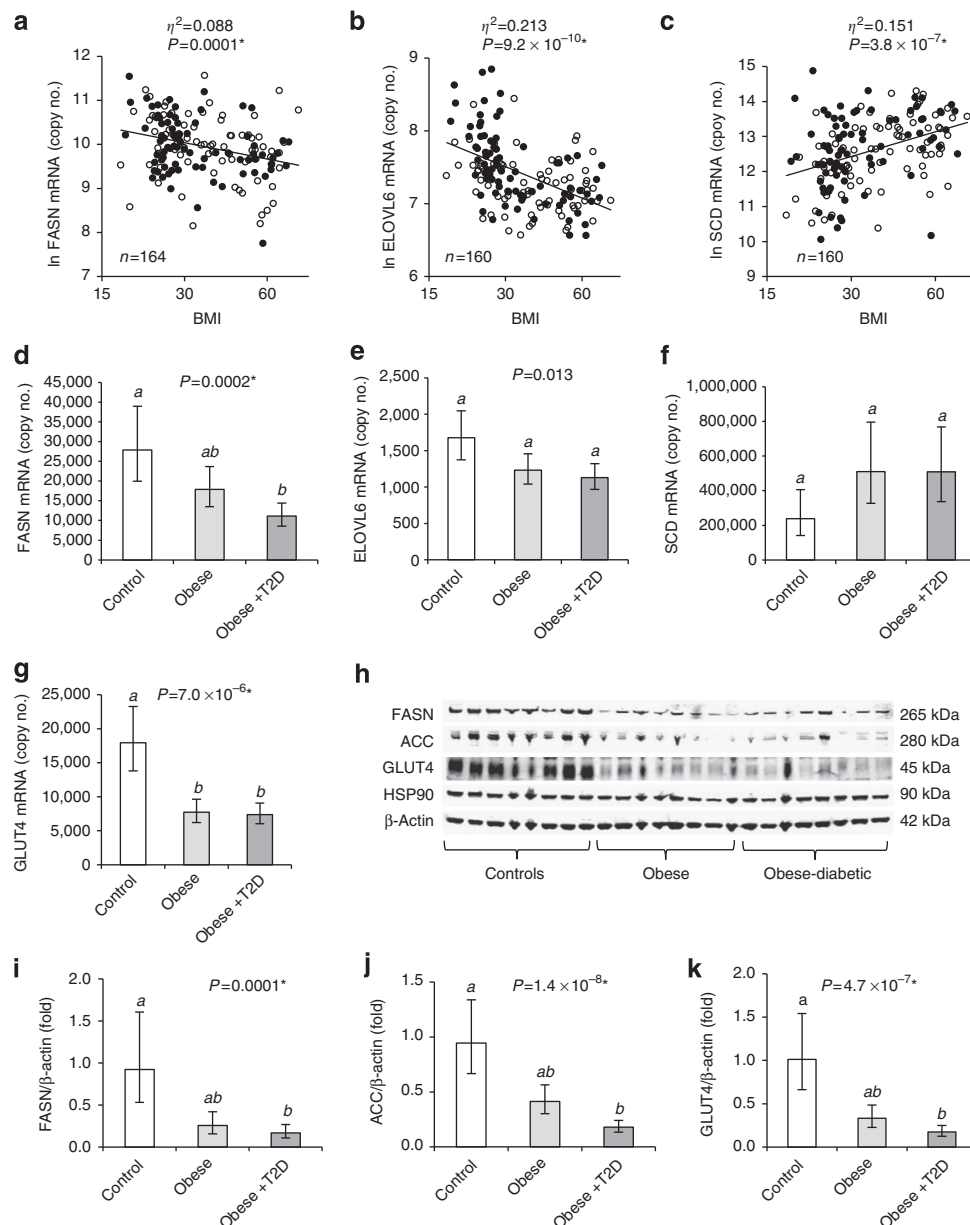 a
η²=0.088
P=0.0001*
ln FASN mRNA (copy no.)
12
11
10
9
8
7
n=164
15 30 60
BMI
b
η²=0.213
P=9.2 × 10⁻¹⁰*
ln ELOVL6 mRNA (copy no.)
9
8
7
6
n=160
15 30 60
BMI
c
η²=0.151
P=3.8 × 10⁻⁷*
ln SCD mRNA (cpoy no.)
15
14
13
12
11
10
9
n=160
15 30 60
BMI
d
P=0.0002*
FASN mRNA (copy no.)
45,000
40,000
35,000
30,000
25,000
20,000
15,000
10,000
5,000
0
a ab b
Control Obese Obese +T2D
e
P=0.013
ELOVL6 mRNA (copy no.)
2,500
2,000
1,500
1,000
500
0
a a a
Control Obese Obese +T2D
f
SCD mRNA (copy no.)
1,000,000
800,000
600,000
400,000
200,000
0
a a a
Control Obese Obese +T2D
g
P=7.0 ×10⁻⁶*
GLUT4 mRNA (copy no.)
25,000
20,000
15,000
10,000
5,000
0
a b b
Control Obese Obese +T2D
h
FASN 265 kDa
ACC 280 kDa
GLUT4 45 kDa
HSP90 90 kDa
β-Actin 42 kDa
Controls Obese Obese-diabetic
i
P=0.0001*
FASN/β-actin (fold)
2.0
1.5
1.0
0.5
0.0
a ab b
Control Obese Obese +T2D
j
P=1.4 ×10⁻⁸*
ACC/β-actin (fold)
1.5
1.0
0.5
0.0
a ab b
Control Obese Obese +T2D
k
P=4.7 ×10⁻⁷*
GLUT4/β-actin (fold)
2.0
1.5
1.0
0.5
0.0
a ab b
Control Obese Obese +T2D